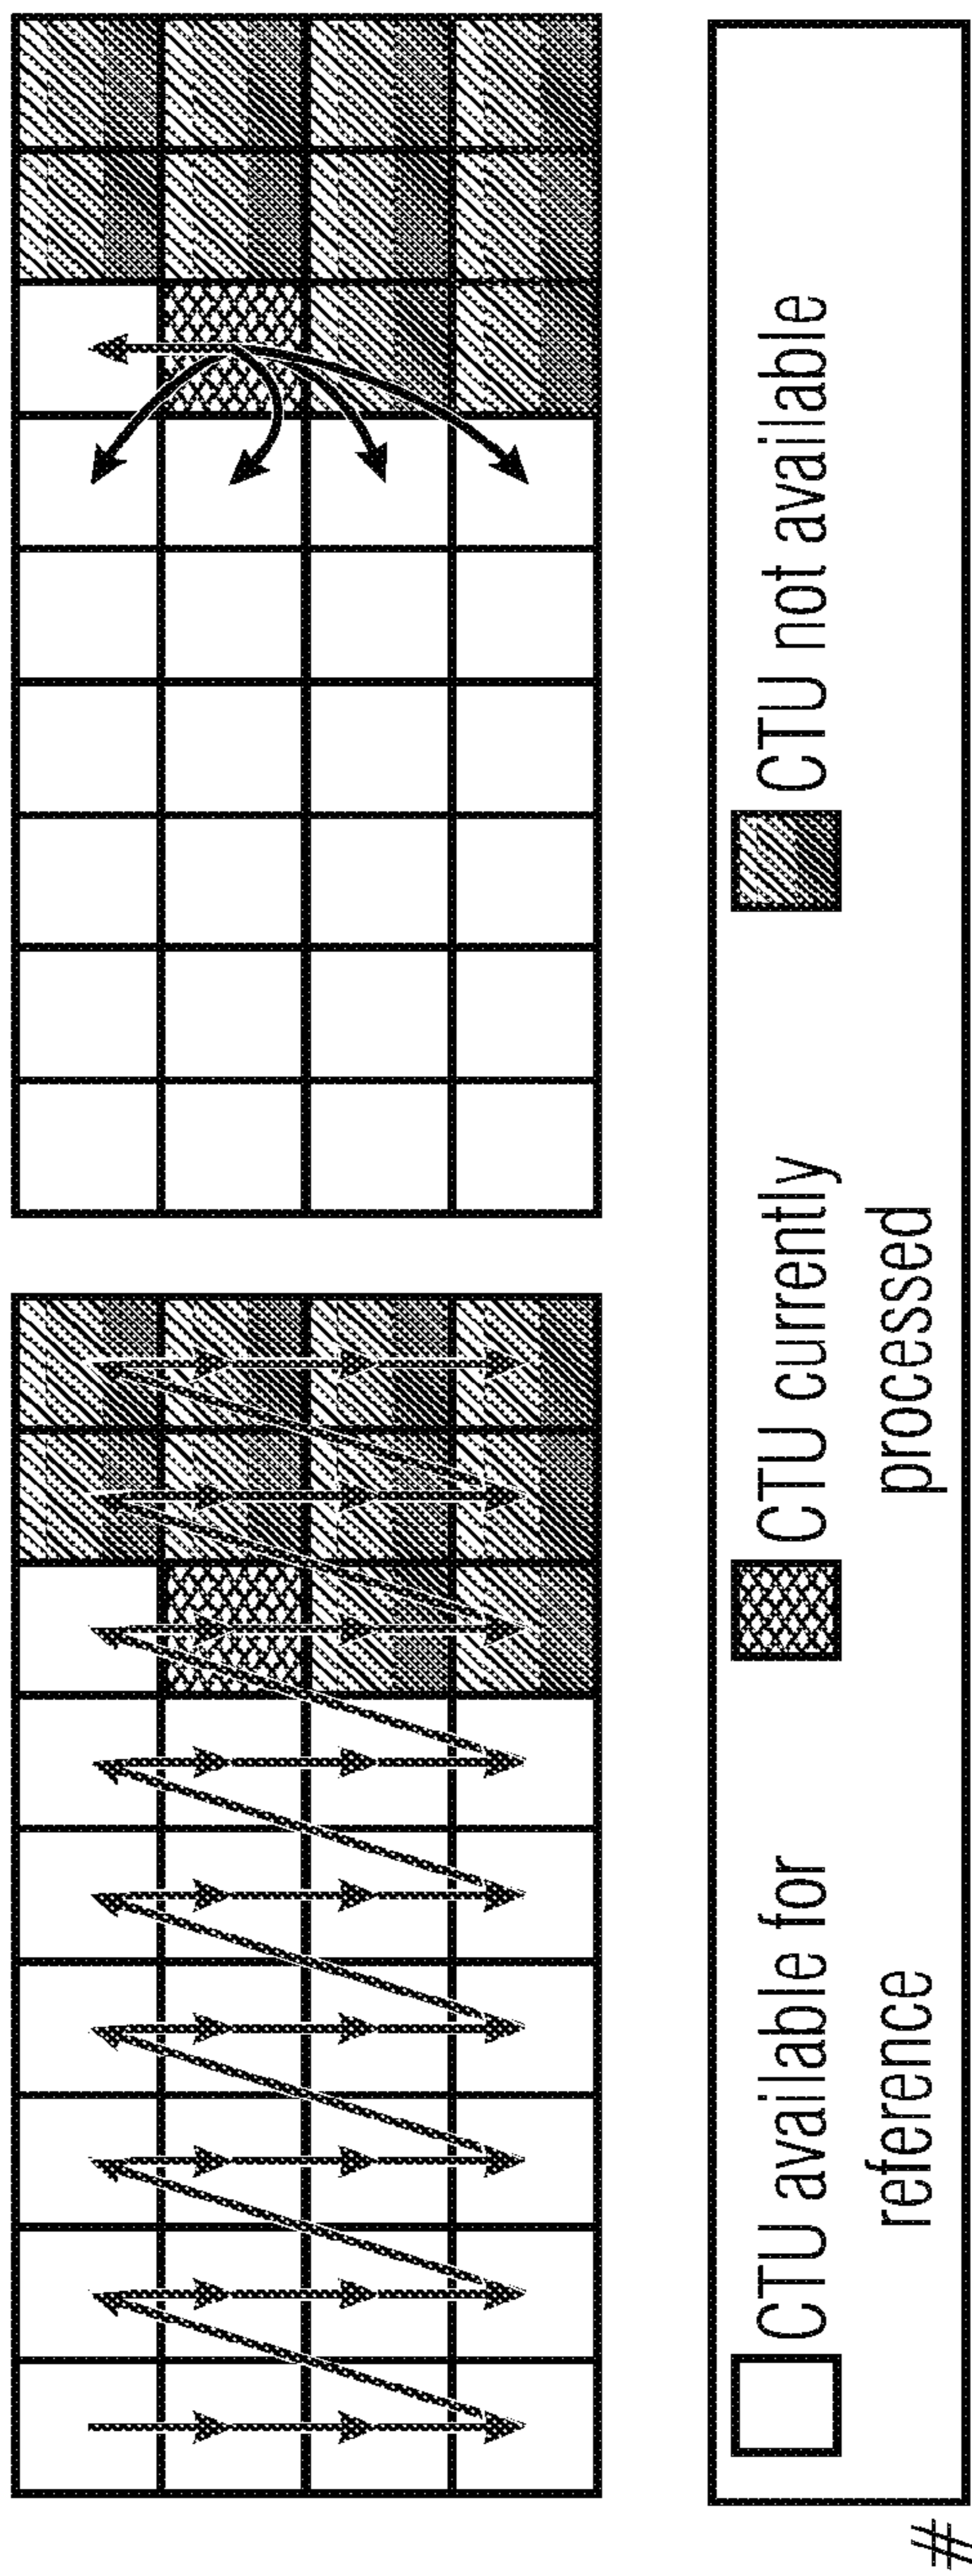 CTU available for
reference
CTU currently
processed
CTU not available
#